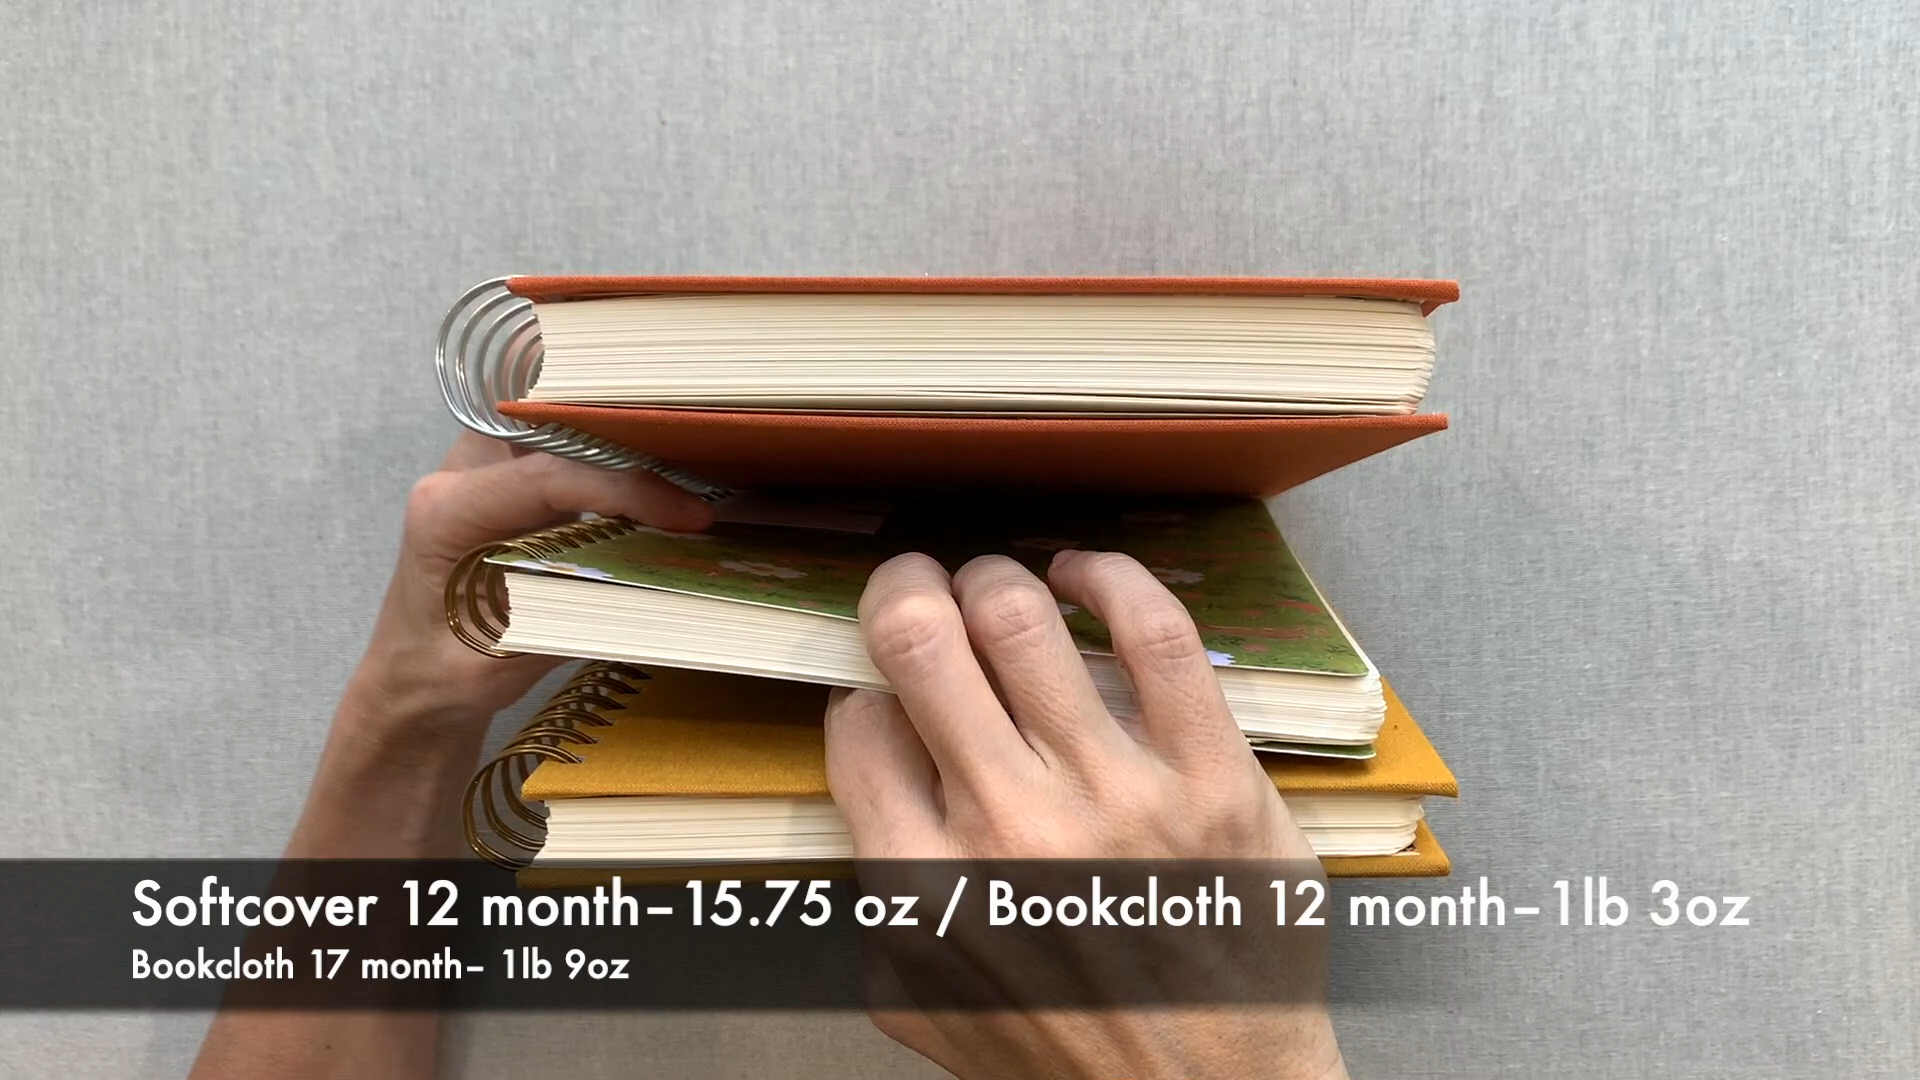 Softcover 12 month–15.75 oz / Bookcloth 12 month–1lb 3oz
Bookcloth 17 month– 1lb 9oz